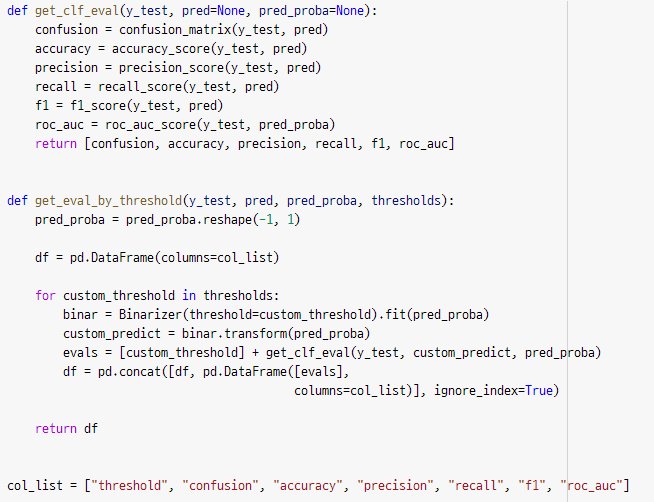 def get_clf_eval(y_test, pred=None, pred_proba=None):
    confusion = confusion_matrix(y_test, pred)
    accuracy = accuracy_score(y_test, pred)
    precision = precision_score(y_test, pred)
    recall = recall_score(y_test, pred)
    f1 = f1_score(y_test, pred)
    roc_auc = roc_auc_score(y_test, pred_proba)
    return [confusion, accuracy, precision, recall, f1, roc_auc]
def get_eval_by_threshold(y_test, pred, pred_proba, thresholds):
    pred_proba = pred_proba.reshape(-1, 1)
    df = pd.DataFrame(columns=col_list)
    for custom_threshold in thresholds:
        binar = Binarizer(threshold=custom_threshold).fit(pred_proba)
        custom_predict = binar.transform(pred_proba)
        evals = [custom_threshold] + get_clf_eval(y_test, custom_predict, pred_proba)
        df = pd.concat([df, pd.DataFrame([evals],
                                         columns=col_list)], ignore_index=True)
    return df
col_list = ["threshold", "confusion", "accuracy", "precision", "recall", "f1", "roc_auc"]